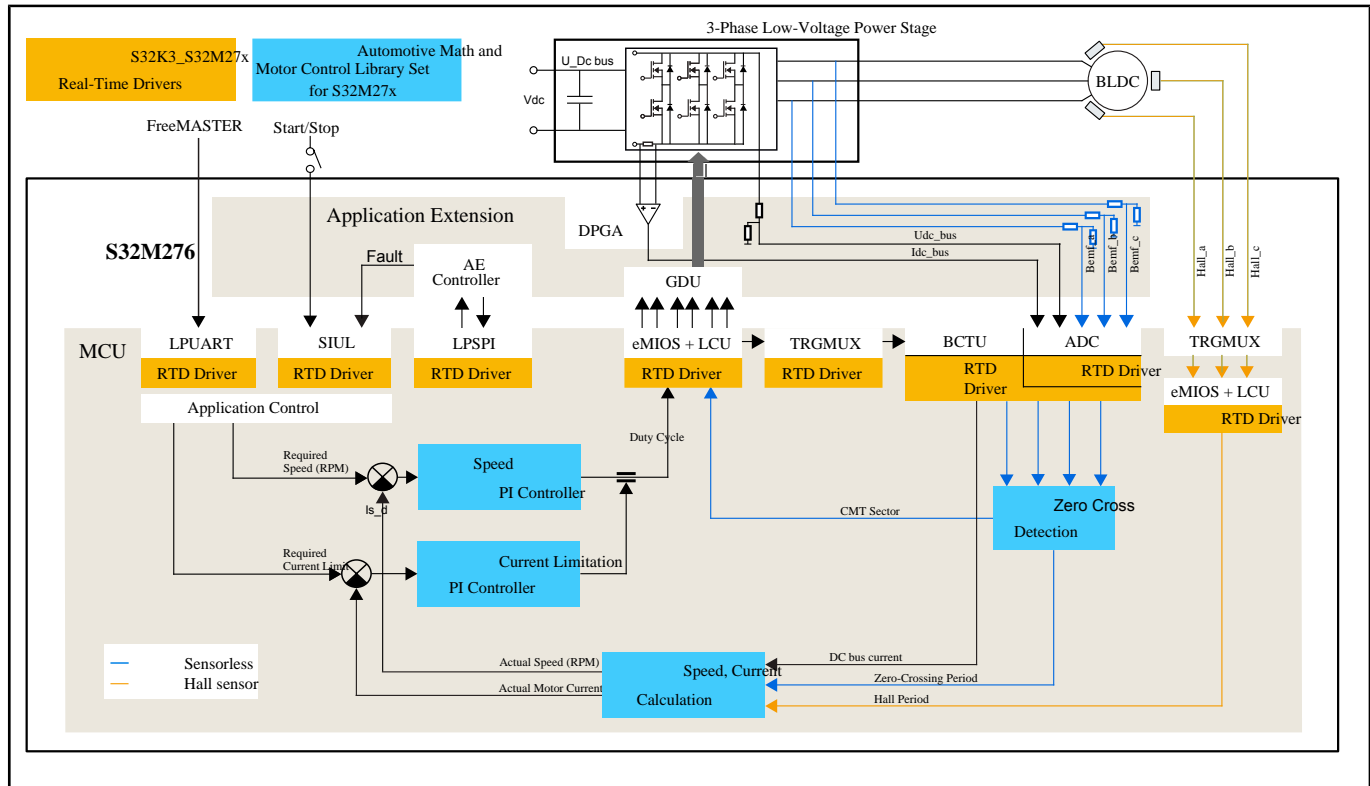 3-Phase Low-Voltage Power Stage
S32K3_S32M27x
Real-Time Drivers
Automotive Math and
Motor Control Library Set
for S32M27x
U_Dc bus
Vdc
BLDC
FreeMASTER
Start/Stop
Application Extension
DPGA
S32M276
Fault
AE
Controller
GDU
Udc_bus
Idc_bus
Bemf_a
Bemf_b
Bemf_c
Hall_a
Hall_b
Hall_c
MCU
LPUART
RTD Driver
SIUL
RTD Driver
LPSPI
RTD Driver
eMIOS + LCU
RTD Driver
TRGMUX
RTD Driver
BCTU
RTD
Driver
ADC
RTD Driver
TRGMUX
eMIOS + LCU
RTD Driver
Application Control
Duty Cycle
Required
Speed (RPM)
Speed
PI Controller
Is_d
CMT Sector
Zero Cross
Detection
Required
Current Limit
Current Limitation
PI Controller
Sensorless
Hall sensor
Actual Speed (RPM)
Actual Motor Current
Speed, Current
Calculation
DC bus current
Zero-Crossing Period
Hall Period